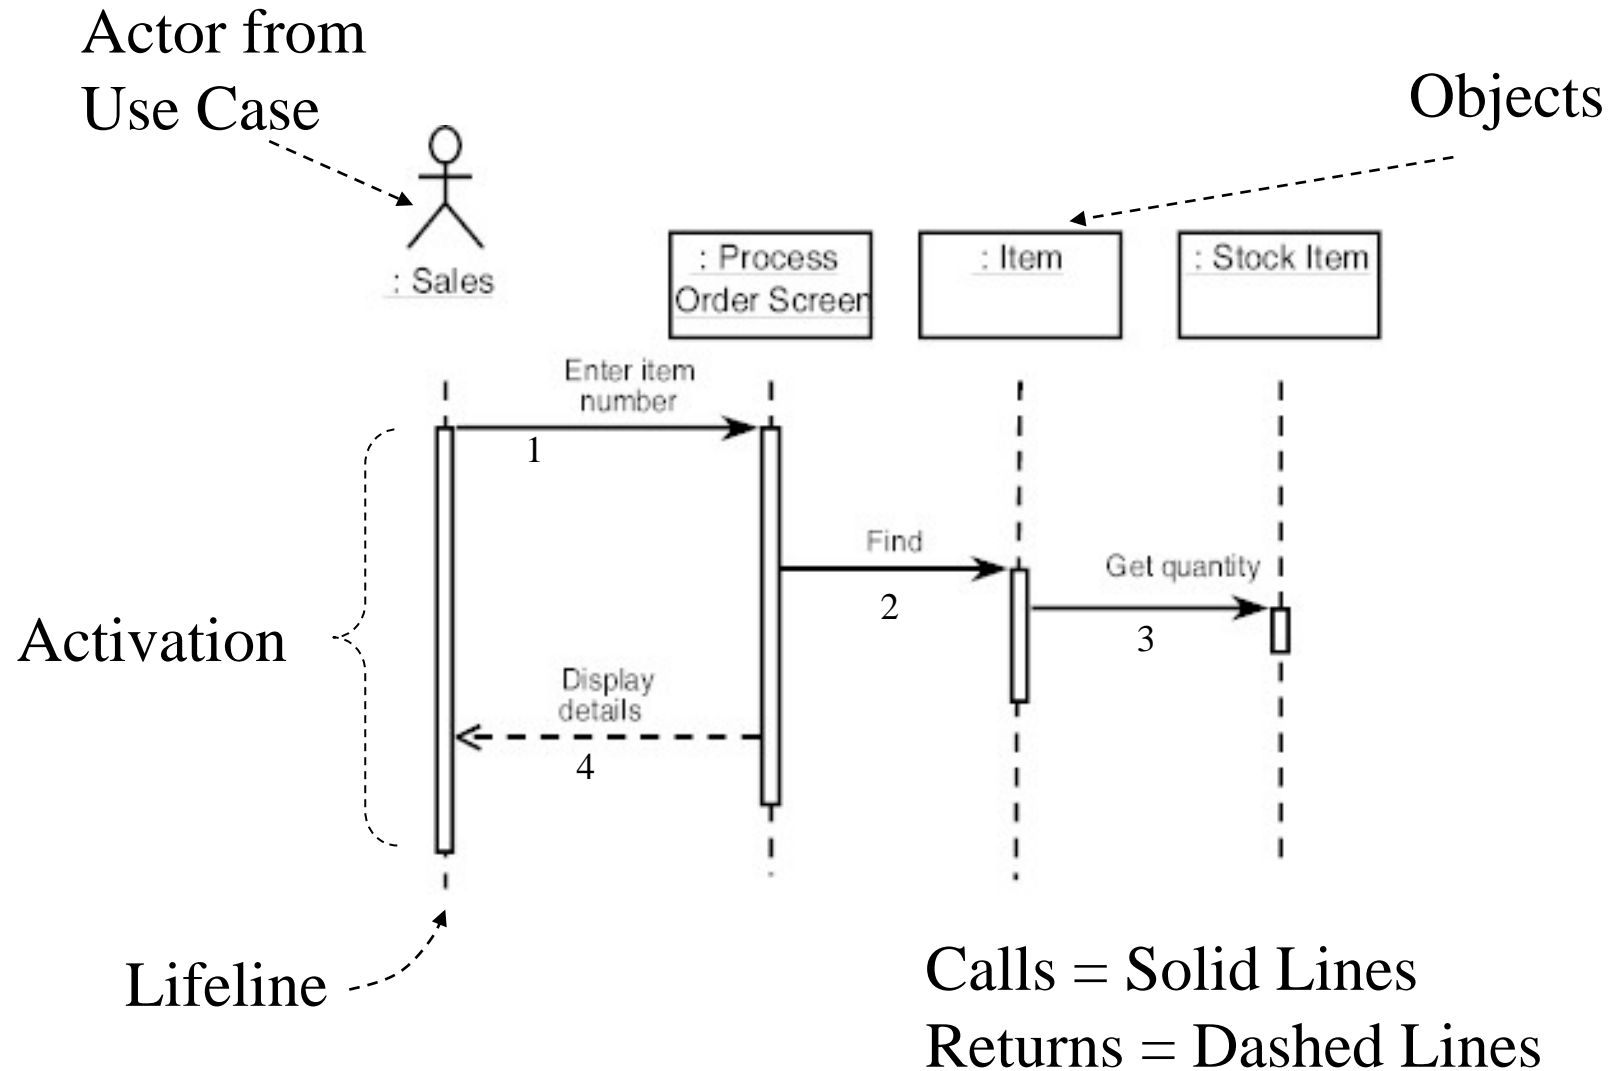 Actor from
Use Case
Objects
: Sales
: Process
Order Screen
: Item
: Stock Item
Enter item
number
1
Find
2
Get quantity
3
Activation
Display
details
4
Lifeline
Calls = Solid Lines
Returns = Dashed Lines